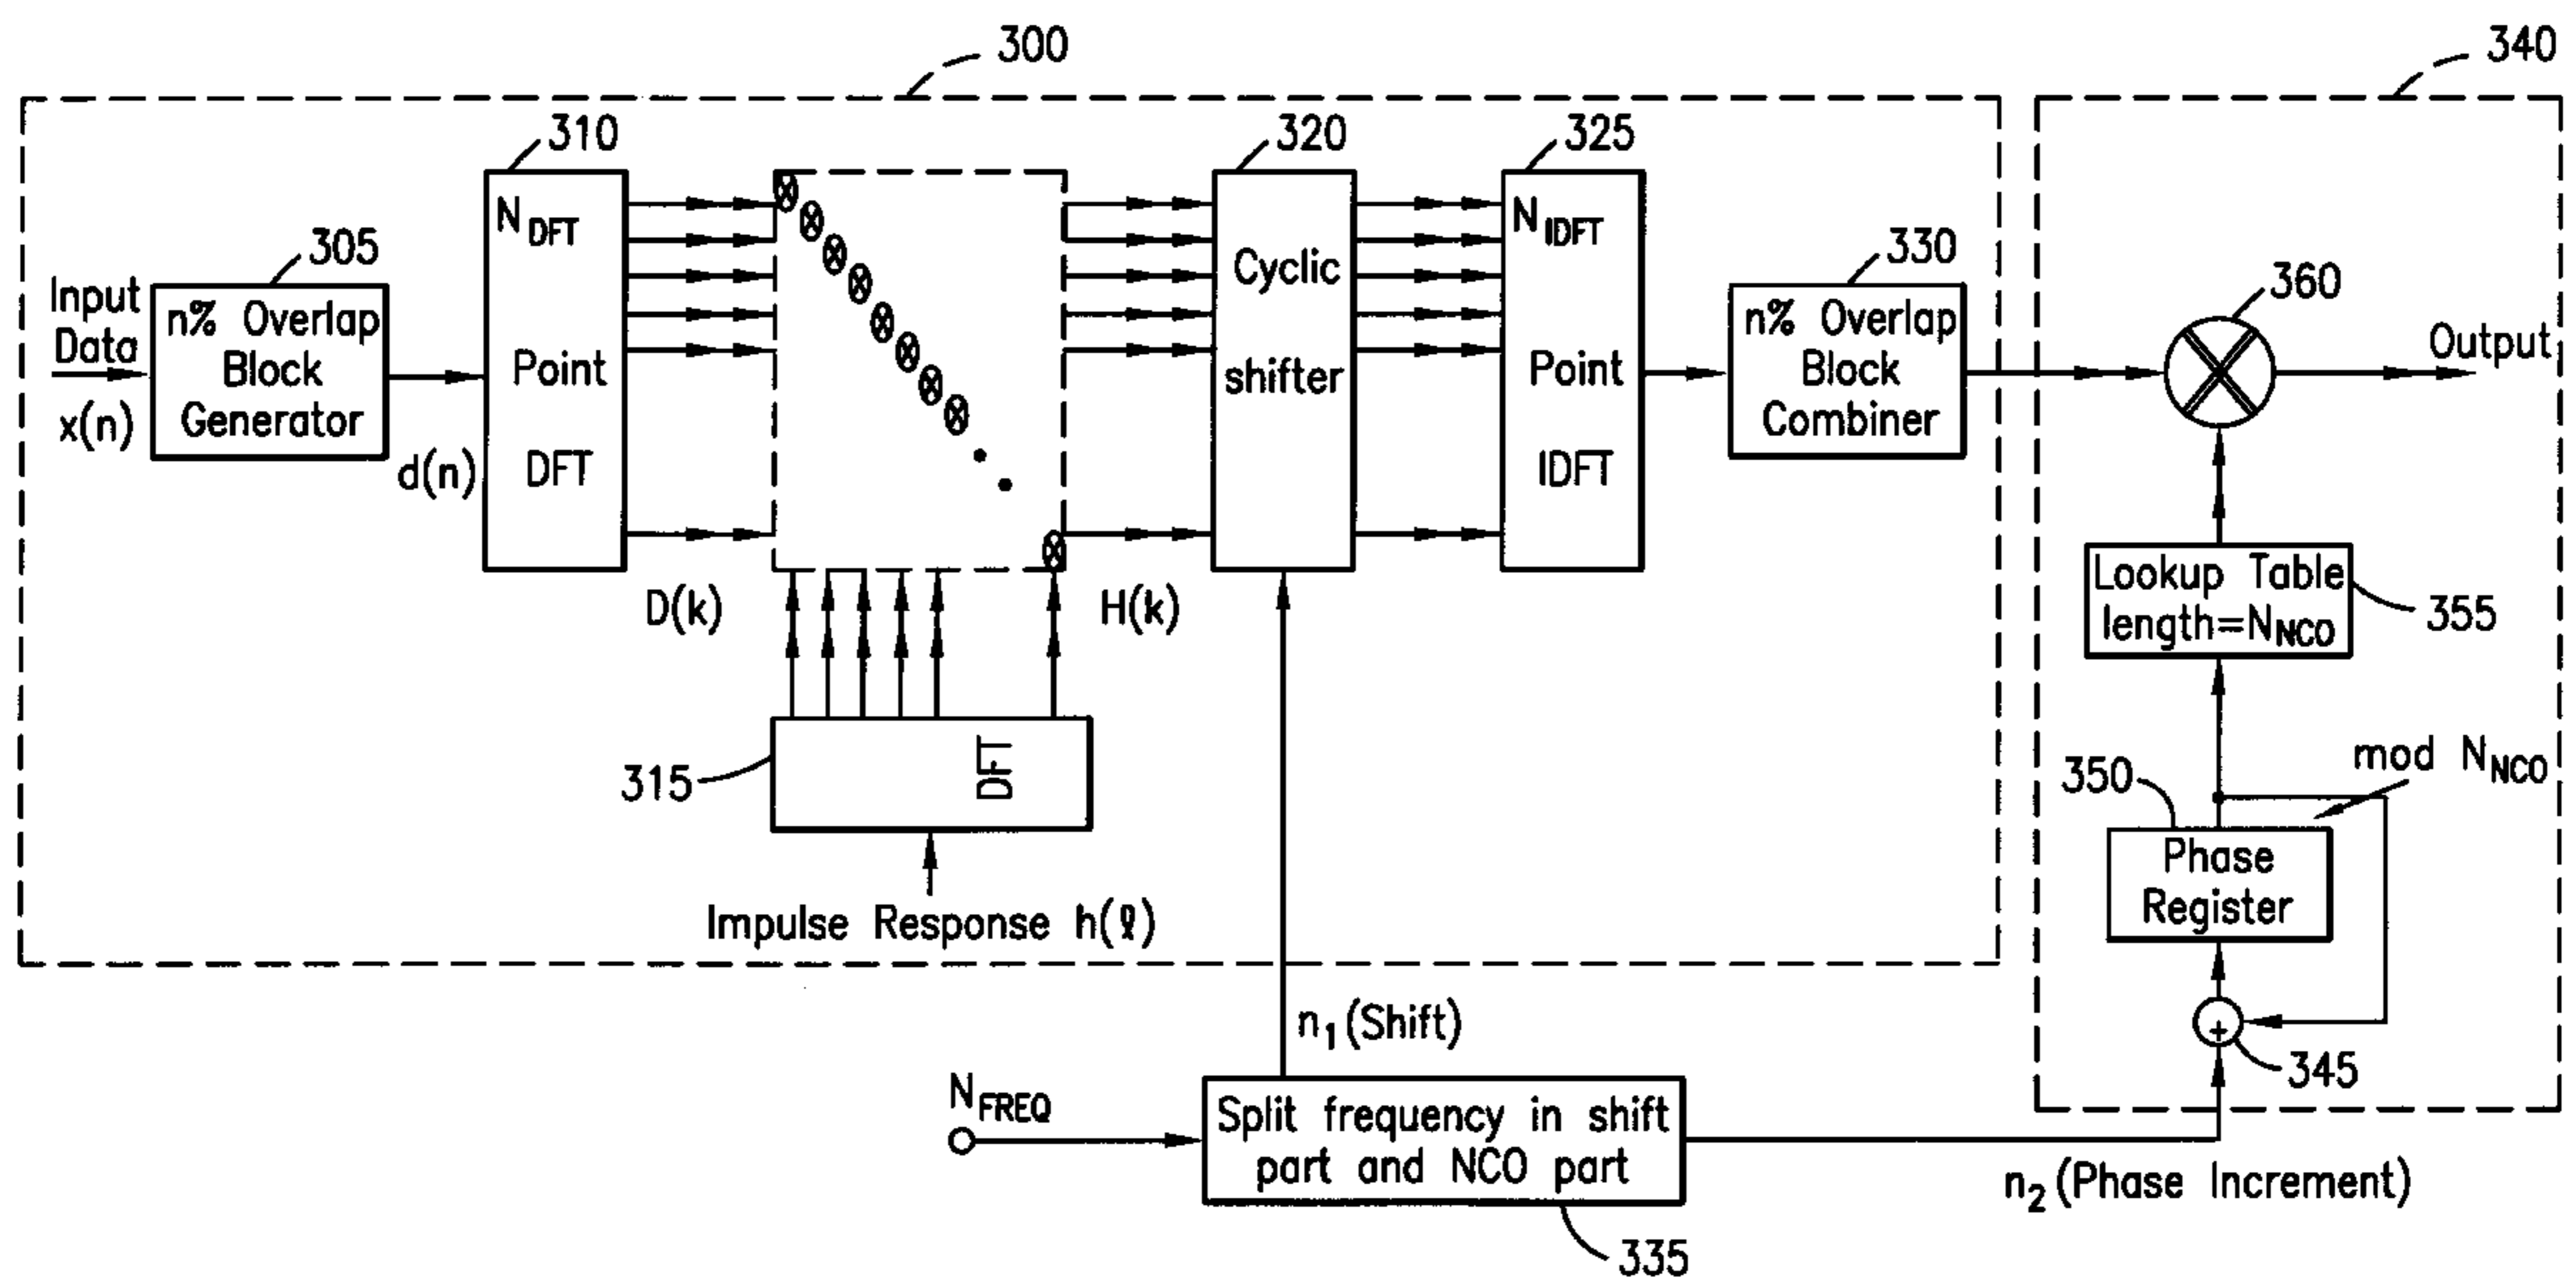 300
340
310
320
325
305
330
360
Input
Data
x(n)
n% Overlap
Block
Generator
d(n)
N DFT
Point
DFT
D(k)
H(k)
Cyclic
shifter
N IDFT
Point
IDFT
n% Overlap
Block
Combiner
Output
Lookup Table
length=N NCO
355
315
DFT
Impulse Response h(ℓ)
mod N NCO
350
Phase
Register
345
n1 (Shift)
N FREQ
Split frequency in shift
part and NCO part
n2 (Phase Increment)
335